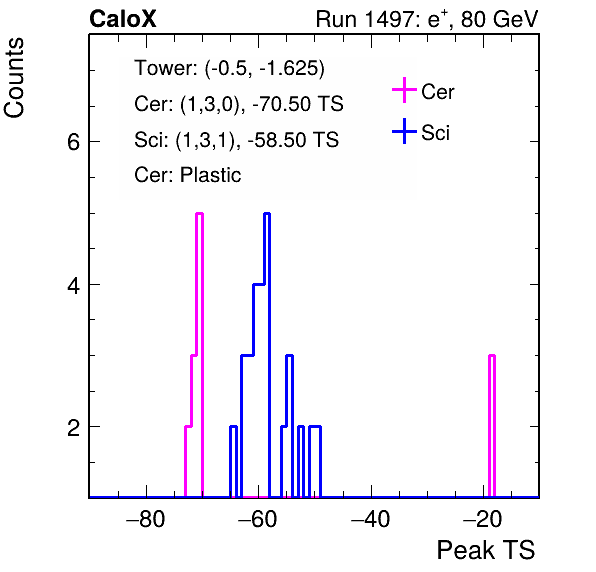 CaloX Run 1497: e⁺, 80 GeV
Counts
Tower: (-0.5, -1.625)
Cer: (1,3,0), -70.50 TS
Sci: (1,3,1), -58.50 TS
Cer: Plastic
Cer
Sci
6
4
2
−80 −60 −40 −20
Peak TS